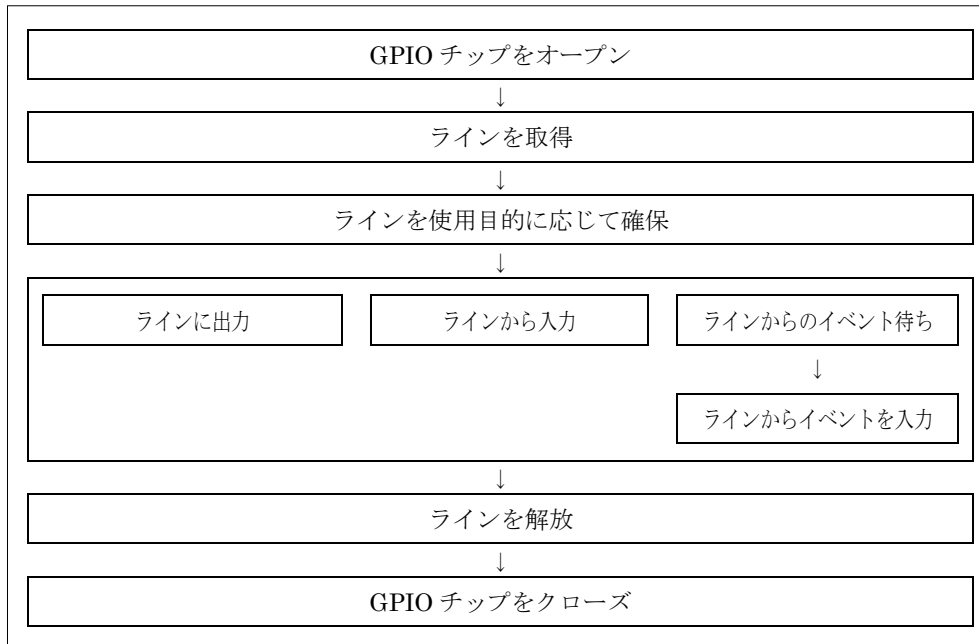 GPIO チップをオープン
↓
ラインを取得
↓
ラインを使用目的に応じて確保
↓
ラインに出力
ラインから入力
ラインからのイベント待ち
↓
ラインからイベントを入力
↓
ラインを解放
↓
GPIO チップをクローズ